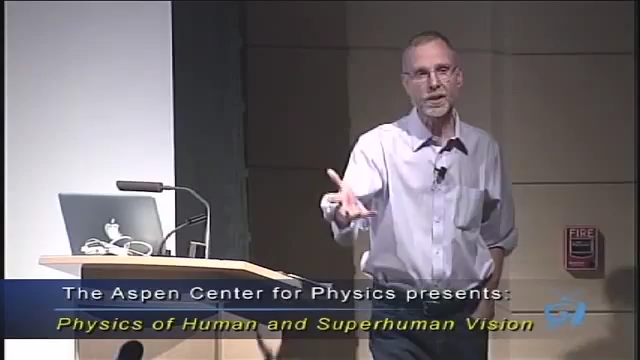 FIRE
The Aspen Center for Physics presents:
Physics of Human and Superhuman Vision